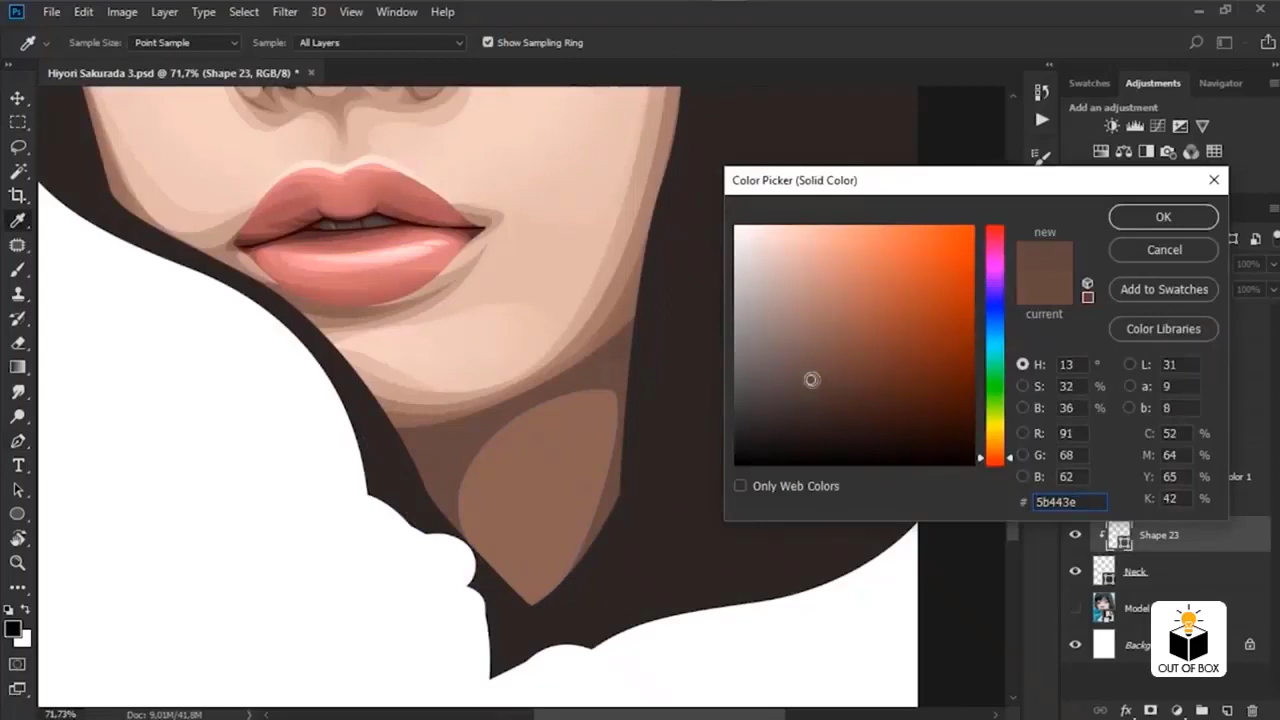 Ps File Edit Image Layer Type Select Filter 3D View Window Help
Sample Size: Point Sample Sample: All Layers Show Sampling Ring
Hiyori Sakurada 3.psd @ 71,7% (Shape 23, RGB/8) *
Swatches Adjustments Navigator
Add an adjustment
Color Picker (Solid Color)
new
current
OK
Cancel
Add to Swatches
Color Libraries
H: 13 °
S: 32 %
B: 36 %
R: 91
G: 68
B: 62
# 5b443e
L: 31
a: 9
b: 8
C: 52 %
M: 64 %
Y: 65 %
K: 42 %
Only Web Colors
100%
100%
Shape 23
Neck
Model
OUT OF BOX
71,73%
Doc: 9,01M/41,8M